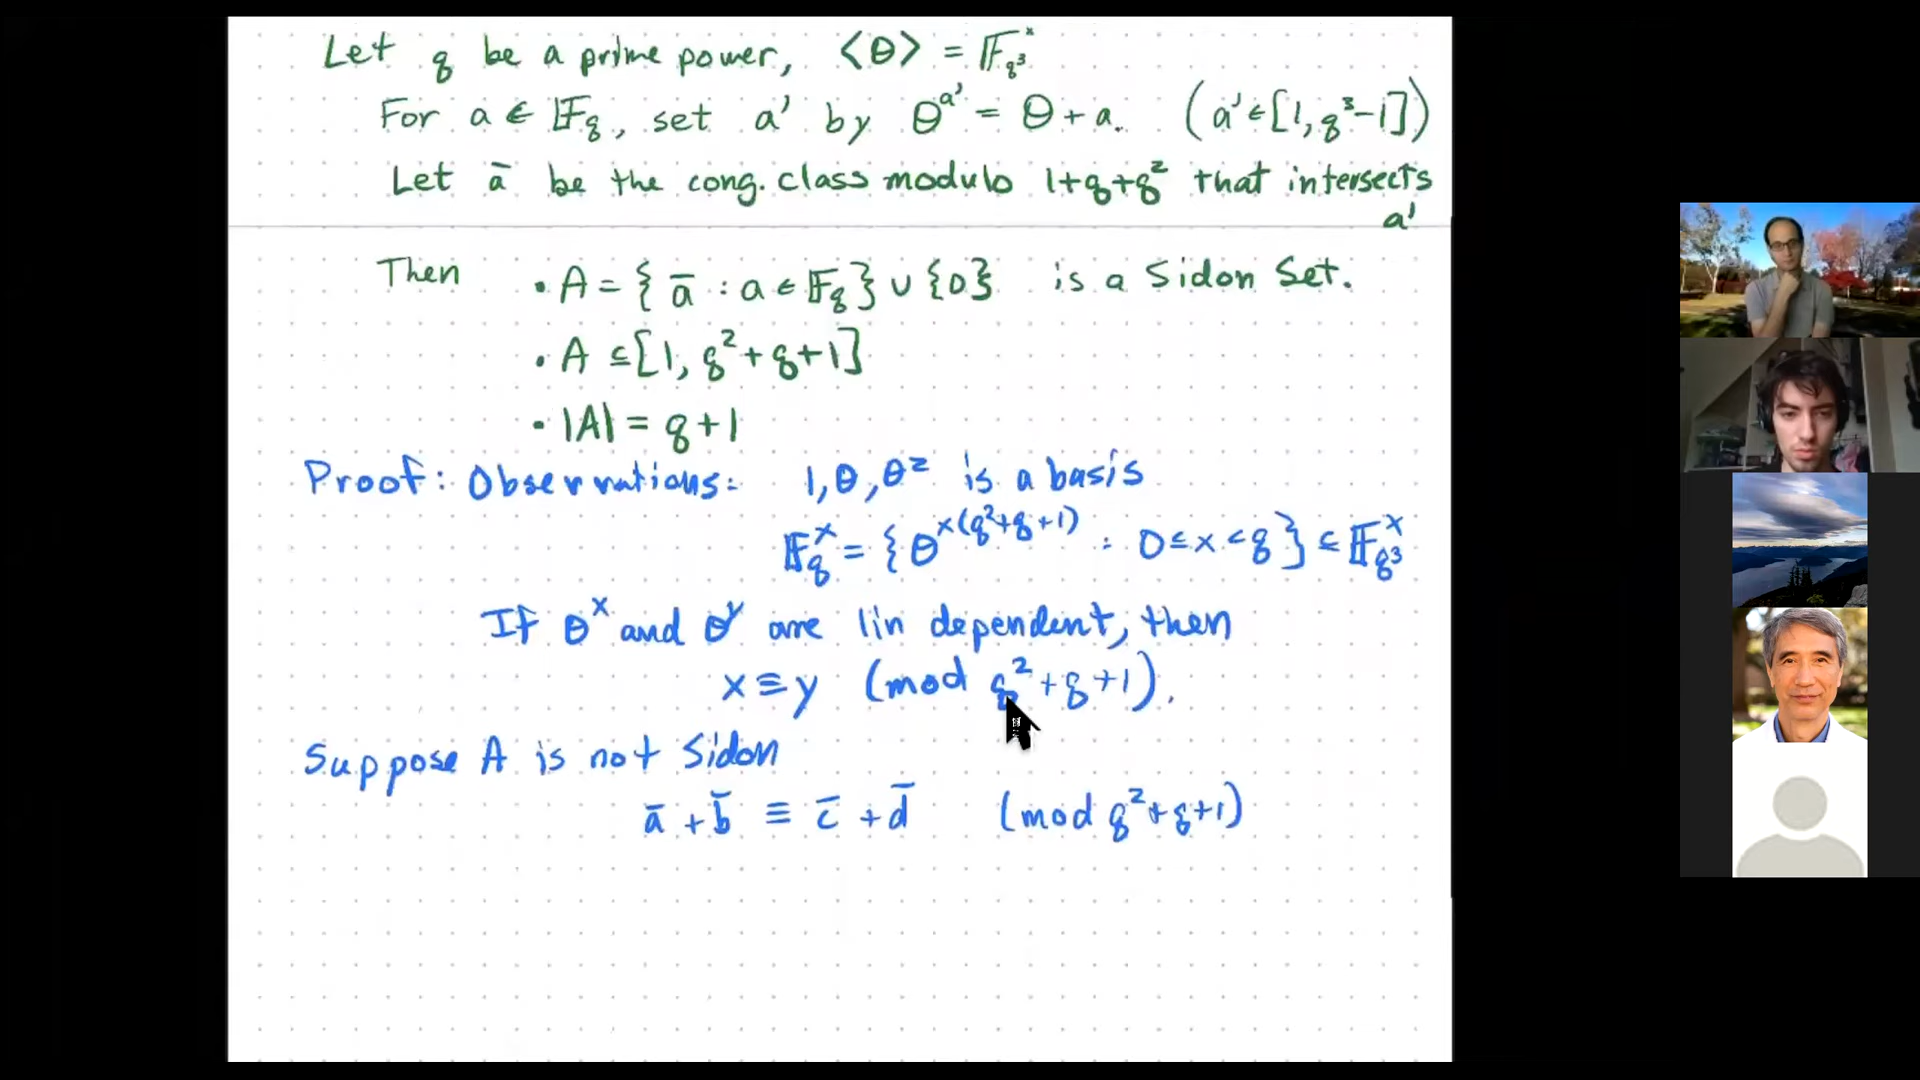 Let q be a prime power, ⟨θ⟩ = 𝔽_{q³}^×
For a ∈ 𝔽_q, set a' by θ^{a'} = θ + a. (a' ∈ [1, q³-1])
Let ā be the cong. class modulo 1+q+q² that intersects
a'
Then • A = { ā : a ∈ 𝔽_q } ∪ {0} is a Sidon Set.
• A ⊆ [1, q²+q+1]
• |A| = q+1
Proof: Observations: 1, θ, θ² is a basis
𝔽_q^× = { θ^{x(q²+q+1)} : 0 ≤ x < q } ⊆ 𝔽_{q³}^×
If θ^x and θ^y are lin dependent, then
x ≡ y (mod q²+q+1).
Suppose A is not Sidon
ā + b̄ ≡ c̄ + d̄ (mod q²+q+1)